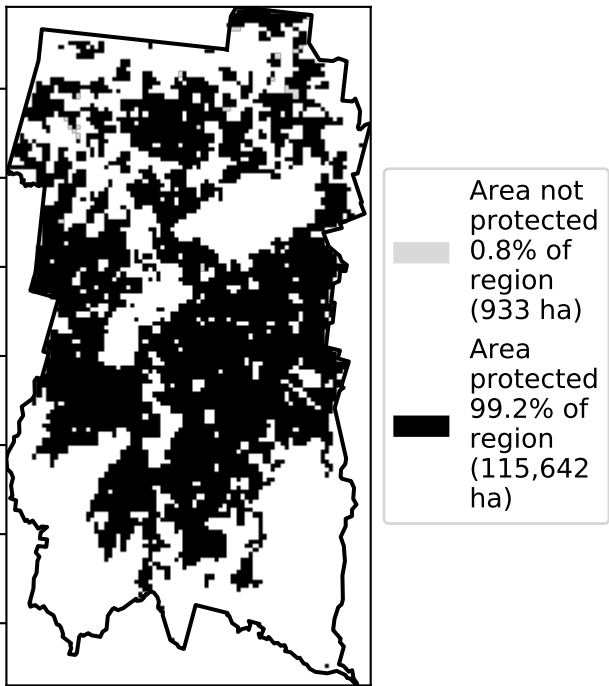 Area not
protected
0.8% of
region
(933 ha)
Area
protected
99.2% of
region
(115,642
ha)